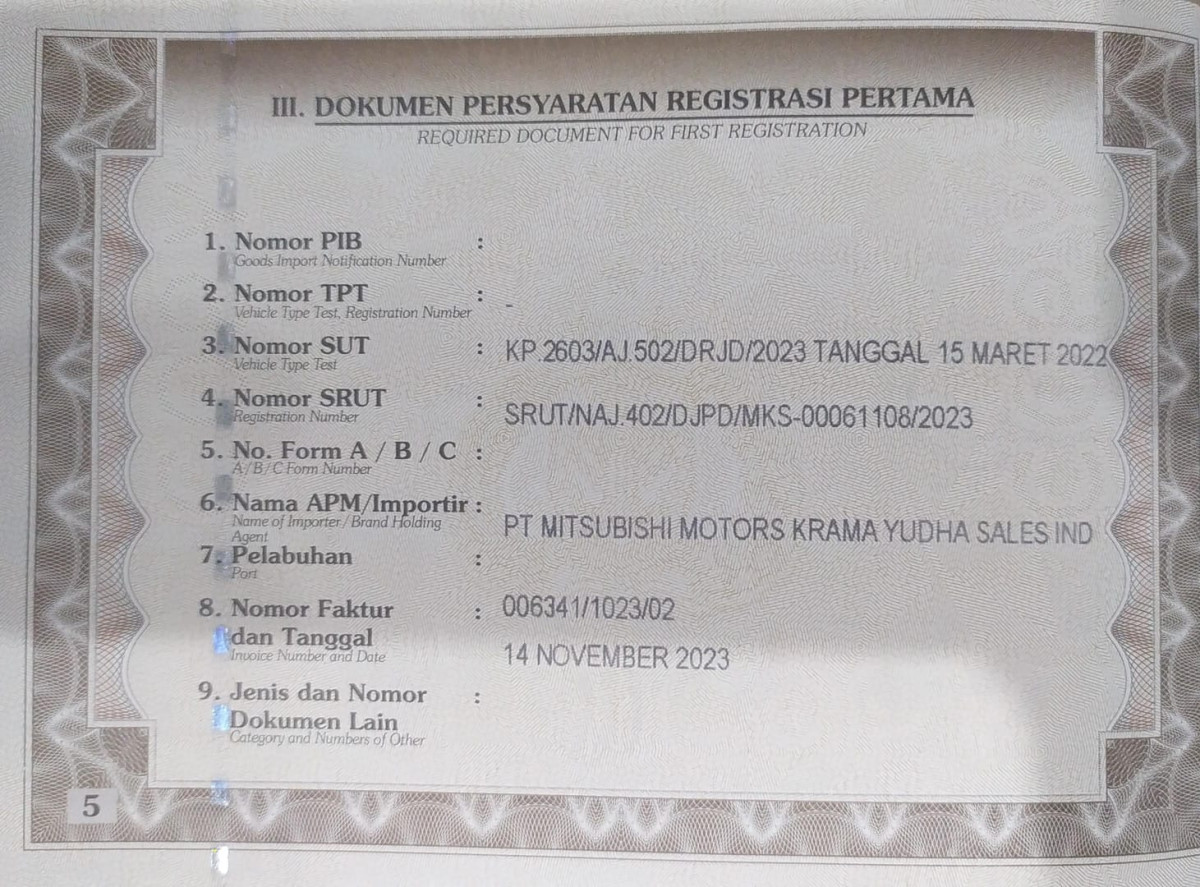 III. DOKUMEN PERSYARATAN REGISTRASI PERTAMA
REQUIRED DOCUMENT FOR FIRST REGISTRATION
1. Nomor PIB :
Goods Import Notification Number
2. Nomor TPT : -
Vehicle Type Test, Registration Number
3. Nomor SUT : KP.2603/AJ.502/DRJD/2023 TANGGAL 15 MARET 2022
Vehicle Type Test
4. Nomor SRUT : SRUT/NAJ.402/DJPD/MKS-00061108/2023
Registration Number
5. No. Form A / B / C :
A/B/C Form Number
6. Nama APM/Importir : PT MITSUBISHI MOTORS KRAMA YUDHA SALES IND
Name of Importer/Brand Holding
Agent
7. Pelabuhan :
Port
8. Nomor Faktur : 006341/1023/02
dan Tanggal 14 NOVEMBER 2023
Invoice Number and Date
9. Jenis dan Nomor :
Dokumen Lain
Category and Numbers of Other
5